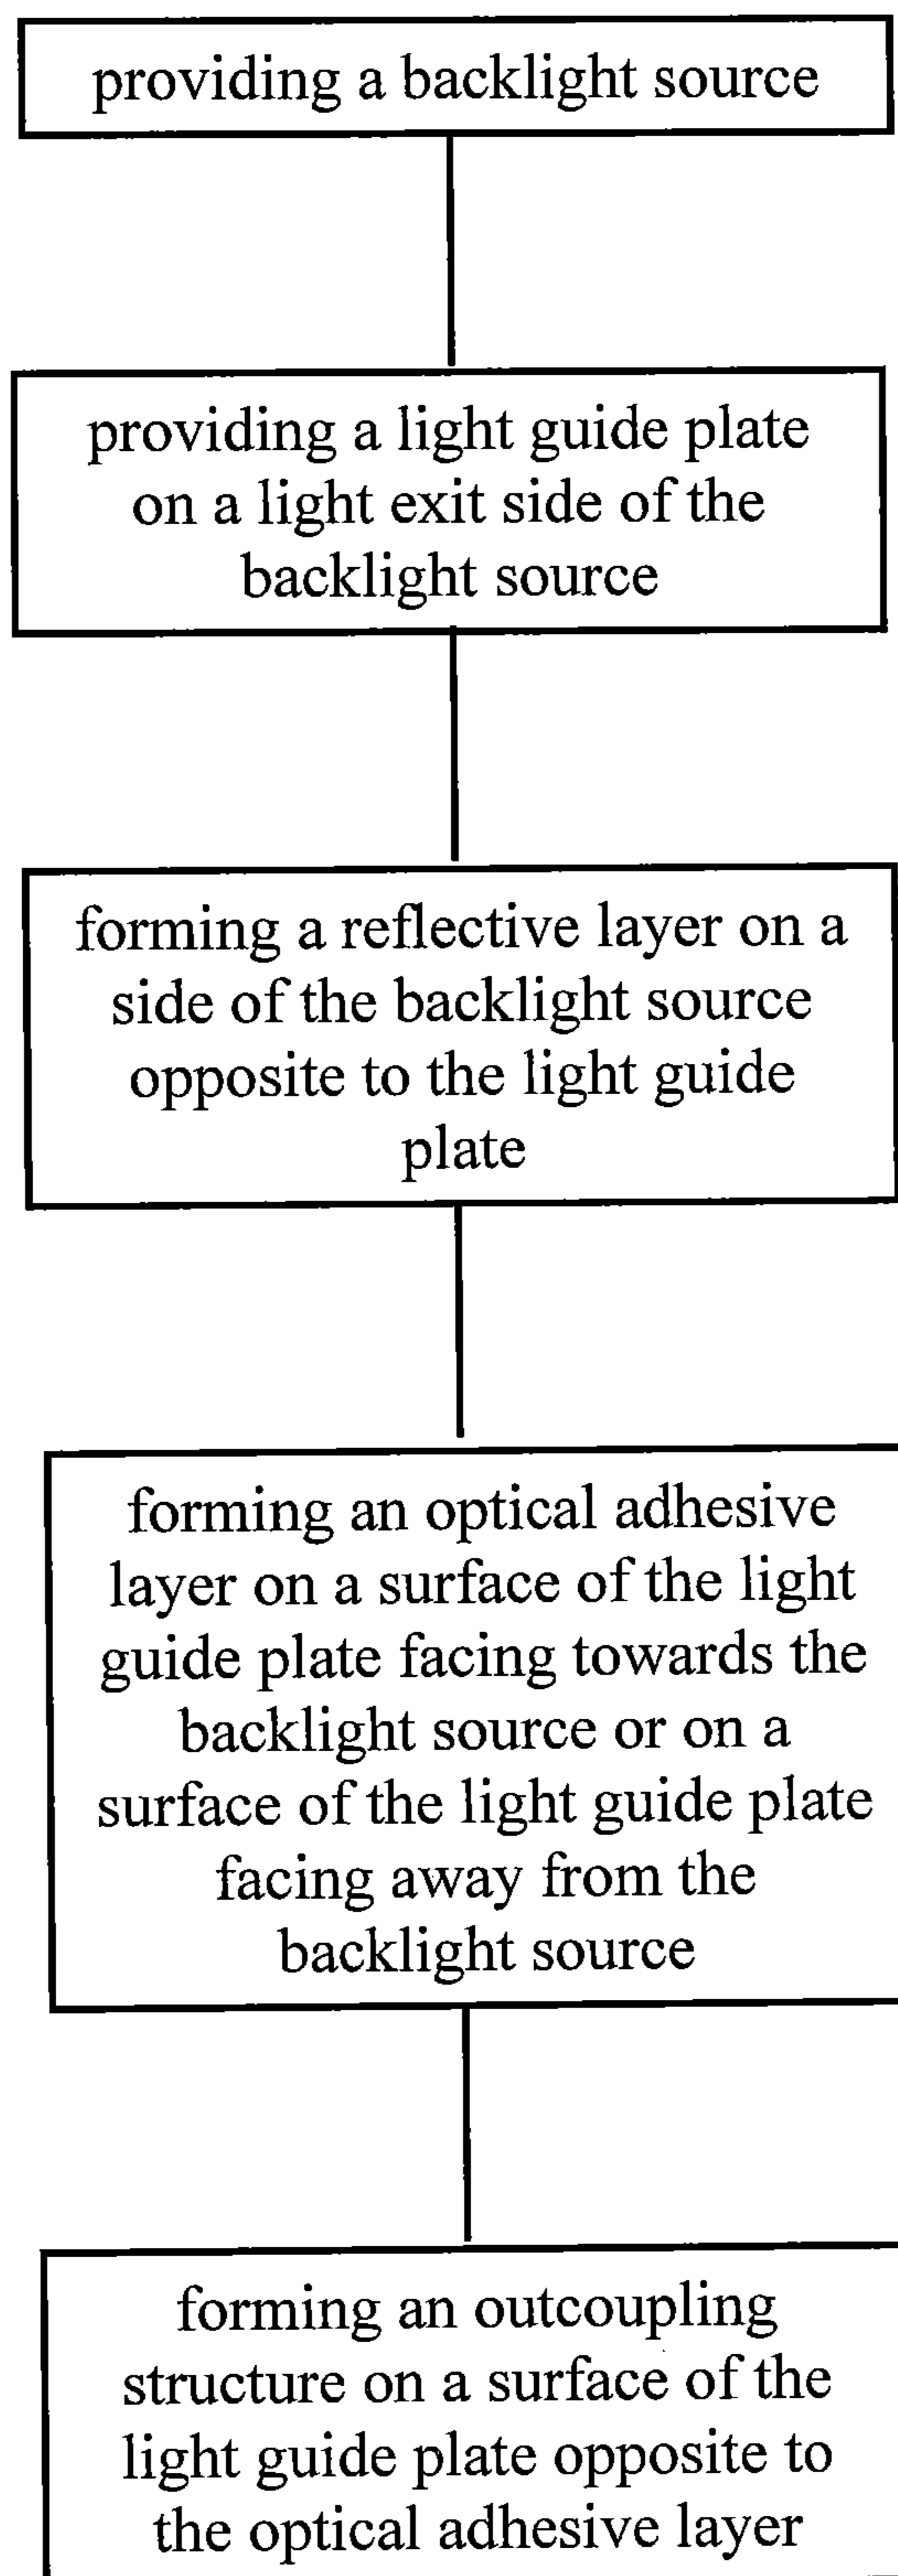 providing a backlight source
providing a light guide plate
on a light exit side of the
backlight source
forming a reflective layer on a
side of the backlight source
opposite to the light guide
plate
forming an optical adhesive
layer on a surface of the light
guide plate facing towards the
backlight source or on a
surface of the light guide plate
facing away from the
backlight source
forming an outcoupling
structure on a surface of the
light guide plate opposite to
the optical adhesive layer